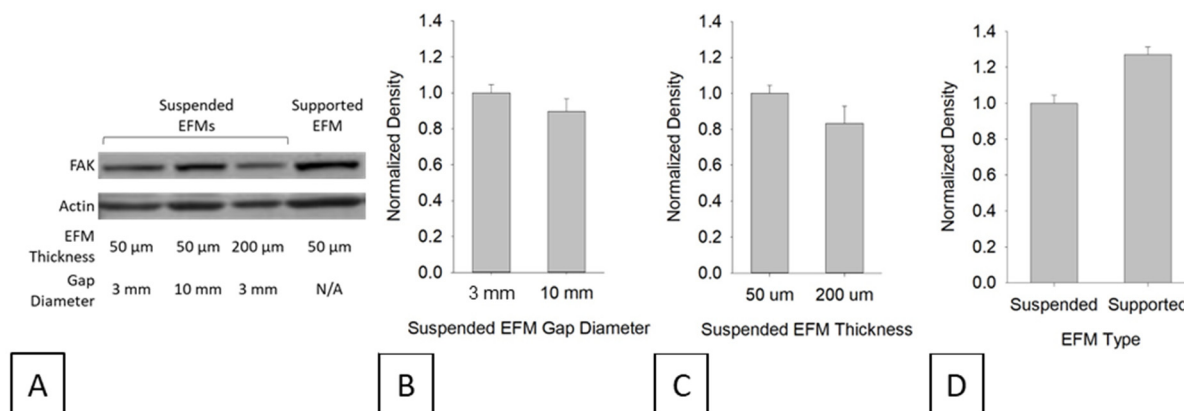 Suspended
EFMs
Supported
EFM
FAK
Actin
EFM
Thickness
50 µm 50 µm 200 µm 50 µm
Gap
Diameter
3 mm 10 mm 3 mm N/A
A
Normalized Density
1.4
1.2
1.0
0.8
0.6
0.4
0.2
0.0
3 mm 10 mm
Suspended EFM Gap Diameter
B
Normalized Density
1.4
1.2
1.0
0.8
0.6
0.4
0.2
0.0
50 um 200 um
Suspended EFM Thickness
C
Normalized Density
1.4
1.2
1.0
0.8
0.6
0.4
0.2
0.0
Suspended Supported
EFM Type
D